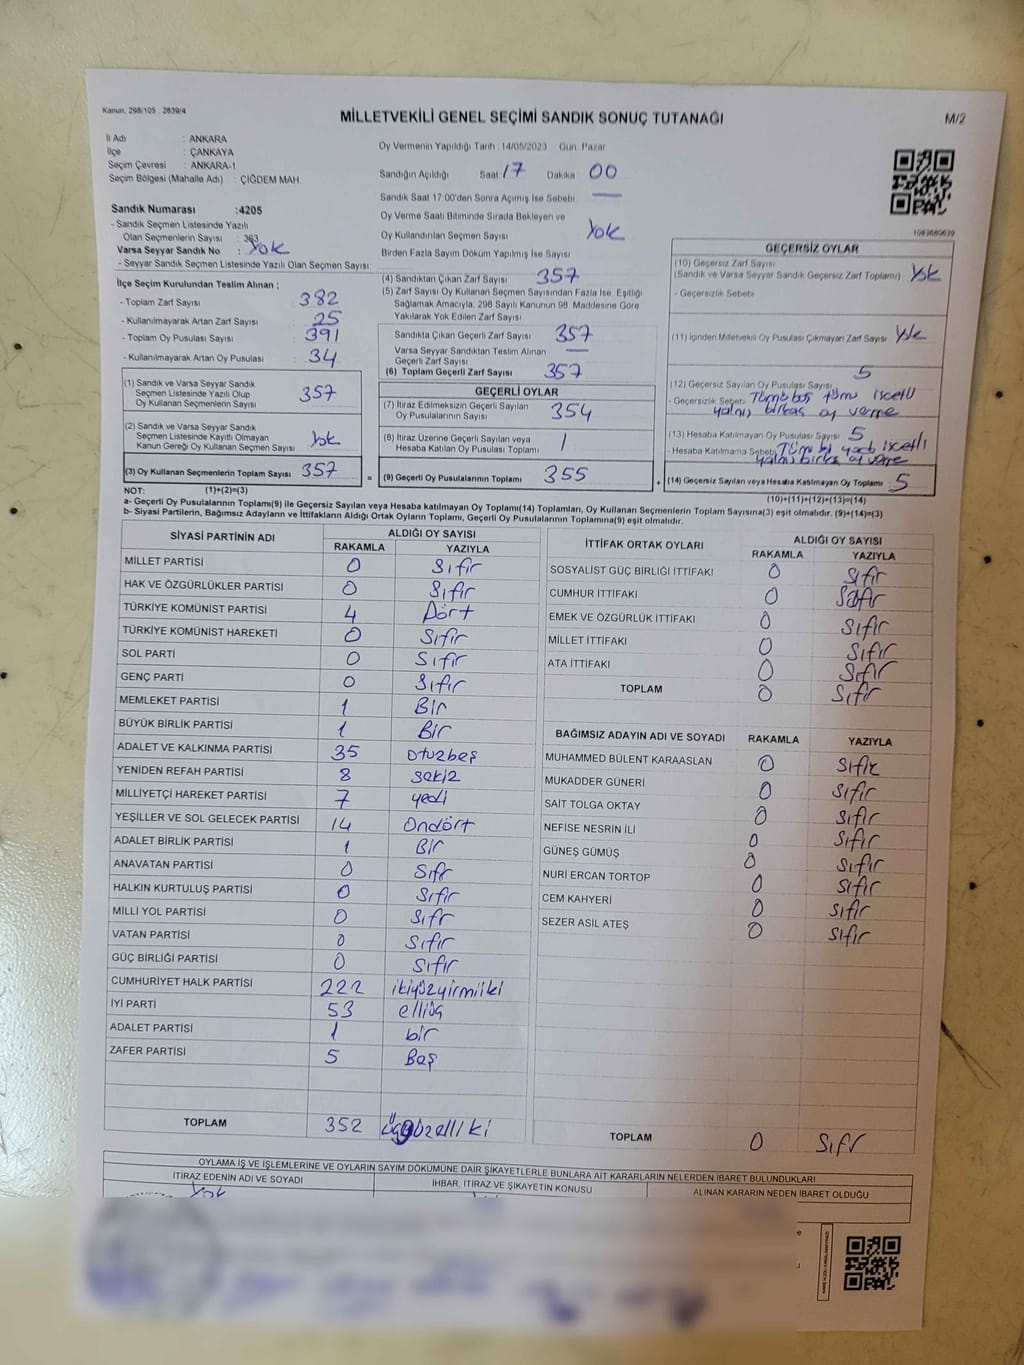 Kanun: 298/105 2839/4
MİLLETVEKİLİ GENEL SEÇİMİ SANDIK SONUÇ TUTANAĞI
M/2
İl Adı : ANKARA
İlçe : ÇANKAYA
Seçim Çevresi : ANKARA-1
Seçim Bölgesi (Mahalle Adı) : ÇİĞDEM MAH.
Sandık Numarası :4205
- Sandık Seçmen Listesinde Yazılı
Olan Seçmenlerin Sayısı : 363
Varsa Seyyar Sandık No : Yok
- Seyyar Sandık Seçmen Listesinde Yazılı Olan Seçmen Sayısı:
İlçe Seçim Kurulundan Teslim Alınan ;
- Toplam Zarf Sayısı : 382
- Kullanılmayarak Artan Zarf Sayısı : 25
- Toplam Oy Pusulası Sayısı : 391
- Kullanılmayarak Artan Oy Pusulası : 34
(1) Sandık ve Varsa Seyyar Sandık
Seçmen Listesinde Yazılı Olup
Oy Kullanan Seçmenlerin Sayısı : 357
(2) Sandık ve Varsa Seyyar Sandık
Seçmen Listesinde Kayıtlı Olmayan
Kanun Gereği Oy Kullanan Seçmen Sayısı : Yok
(3) Oy Kullanan Seçmenlerin Toplam Sayısı : 357
(1)+(2)=(3)
Oy Vermenin Yapıldığı Tarih :14/05/2023 Gün: Pazar
Sandığın Açıldığı Saat 17 Dakika 00
Sandık Saat 17:00'den Sonra Açılmış İse Sebebi : —
Oy Verme Saati Bitiminde Sırada Bekleyen ve
Oy Kullandırılan Seçmen Sayısı : Yok
Birden Fazla Sayım Döküm Yapılmış İse Sayısı :
(4) Sandıktan Çıkan Zarf Sayısı : 357
(5) Zarf Sayısı Oy Kullanan Seçmen Sayısından Fazla İse, Eşitliği
Sağlamak Amacıyla; 298 Sayılı Kanunun 98. Maddesine Göre
Yakılarak Yok Edilen Zarf Sayısı :
Sandıkta Çıkan Geçerli Zarf Sayısı : 357
Varsa Seyyar Sandıktan Teslim Alınan
Geçerli Zarf Sayısı : —
(6) Toplam Geçerli Zarf Sayısı : 357
GEÇERLİ OYLAR
(7) İtiraz Edilmeksizin Geçerli Sayılan
Oy Pusulalarının Sayısı : 354
(8) İtiraz Üzerine Geçerli Sayılan veya
Hesaba Katılan Oy Pusulası Toplamı : 1
(9) Geçerli Oy Pusulalarının Toplamı : 355
1089680639
GEÇERSİZ OYLAR
(10) Geçersiz Zarf Sayısı
(Sandık ve Varsa Seyyar Sandık Geçersiz Zarf Toplamı) : Yok
- Geçersizlik Sebebi :
(11) İçinden Milletvekili Oy Pusulası Çıkmayan Zarf Sayısı : Yok
(12) Geçersiz Sayılan Oy Pusulası Sayısı : 5
- Geçersizlik Sebebi : Tümü boş tümü
(13) Hesaba Katılmayan Oy Pusulası Sayısı : 5
- Hesaba Katılmama Sebebi :
(14) Geçersiz Sayılan veya Hesaba Katılmayan Oy Toplamı : 5
(10)+(11)+(12)+(13)=(14)
NOT:
a- Geçerli Oy Pusulalarının Toplamı(9) ile Geçersiz Sayılan veya Hesaba katılmayan Oy Toplamı(14) Toplamları, Oy Kullanan Seçmenlerin Toplam Sayısına(3) eşit olmalıdır. (9)+(14)=(3)
b- Siyasi Partilerin, Bağımsız Adayların ve İttifakların Aldığı Ortak Oyların Toplamı, Geçerli Oy Pusulalarının Toplamına(9) eşit olmalıdır.
SİYASİ PARTİNİN ADI ALDIĞI OY SAYISI
RAKAMLA YAZIYLA
MİLLET PARTİSİ 0 Sıfır
HAK VE ÖZGÜRLÜKLER PARTİSİ 0 Sıfır
TÜRKİYE KOMÜNİST PARTİSİ 4 Dört
TÜRKİYE KOMÜNİST HAREKETİ 0 Sıfır
SOL PARTİ 0 Sıfır
GENÇ PARTİ 0 Sıfır
MEMLEKET PARTİSİ 1 Bir
BÜYÜK BİRLİK PARTİSİ 1 Bir
ADALET VE KALKINMA PARTİSİ 35 otuzbeş
YENİDEN REFAH PARTİSİ 8 sekiz
MİLLİYETÇİ HAREKET PARTİSİ 7 yedi
YEŞİLLER VE SOL GELECEK PARTİSİ 14 Ondört
ADALET BİRLİK PARTİSİ 1 Bir
ANAVATAN PARTİSİ 0 Sıfr
HALKIN KURTULUŞ PARTİSİ 0 Sıfir
MİLLİ YOL PARTİSİ 0 Sıfr
VATAN PARTİSİ 0 Sıfır
GÜÇ BİRLİĞİ PARTİSİ 0 Sıfır
CUMHURİYET HALK PARTİSİ 222 ikiyüzyirmiiki
İYİ PARTİ 53 elliüç
ADALET PARTİSİ 1 bir
ZAFER PARTİSİ 5 Beş
TOPLAM 352 üçyüzelliki
İTTİFAK ORTAK OYLARI ALDIĞI OY SAYISI
RAKAMLA YAZIYLA
SOSYALİST GÜÇ BİRLİĞİ İTTİFAKI 0 Sıfır
CUMHUR İTTİFAKI 0 Sıfır
EMEK VE ÖZGÜRLÜK İTTİFAKI 0 Sıfır
MİLLET İTTİFAKI 0 Sıfır
ATA İTTİFAKI 0 Sıfır
TOPLAM 0 Sıfır
BAĞIMSIZ ADAYIN ADI VE SOYADI RAKAMLA YAZIYLA
MUHAMMED BÜLENT KARAASLAN 0 Sıfır
MUKADDER GÜNERİ 0 Sıfır
SAİT TOLGA OKTAY 0 Sıfır
NEFİSE NESRİN İLİ 0 Sıfır
GÜNEŞ GÜMÜŞ 0 Sıfır
NURİ ERCAN TORTOP 0 Sıfır
CEM KAHYERİ 0 Sıfır
SEZER ASİL ATEŞ 0 Sıfır
TOPLAM 0 Sıfr
OYLAMA İŞ VE İŞLEMLERİNE VE OYLARIN SAYIM DÖKÜMÜNE DAİR ŞİKAYETLERLE BUNLARA AİT KARARLARIN NELERDEN İBARET BULUNDUKLARI
İTİRAZ EDENİN ADI VE SOYADI İHBAR, İTİRAZ VE ŞİKAYETİN KONUSU ALINAN KARARIN NEDEN İBARET OLDUĞU
Yok